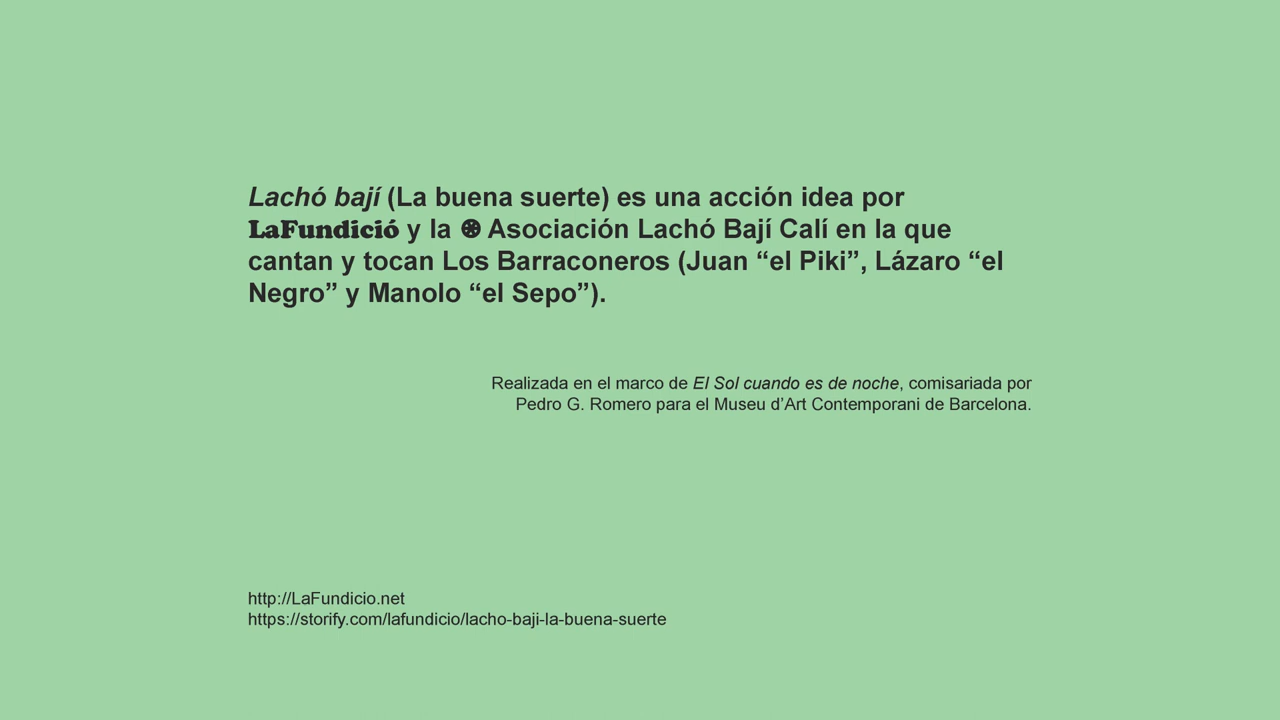 Lachó bají (La buena suerte) es una acción idea por
LaFundició y la ⊛ Asociación Lachó Bají Calí en la que
cantan y tocan Los Barraconeros (Juan “el Piki”, Lázaro “el
Negro” y Manolo “el Sepo”).
Realizada en el marco de El Sol cuando es de noche, comisariada por
Pedro G. Romero para el Museu d’Art Contemporani de Barcelona.
http://LaFundicio.net
https://storify.com/lafundicio/lacho-baji-la-buena-suerte